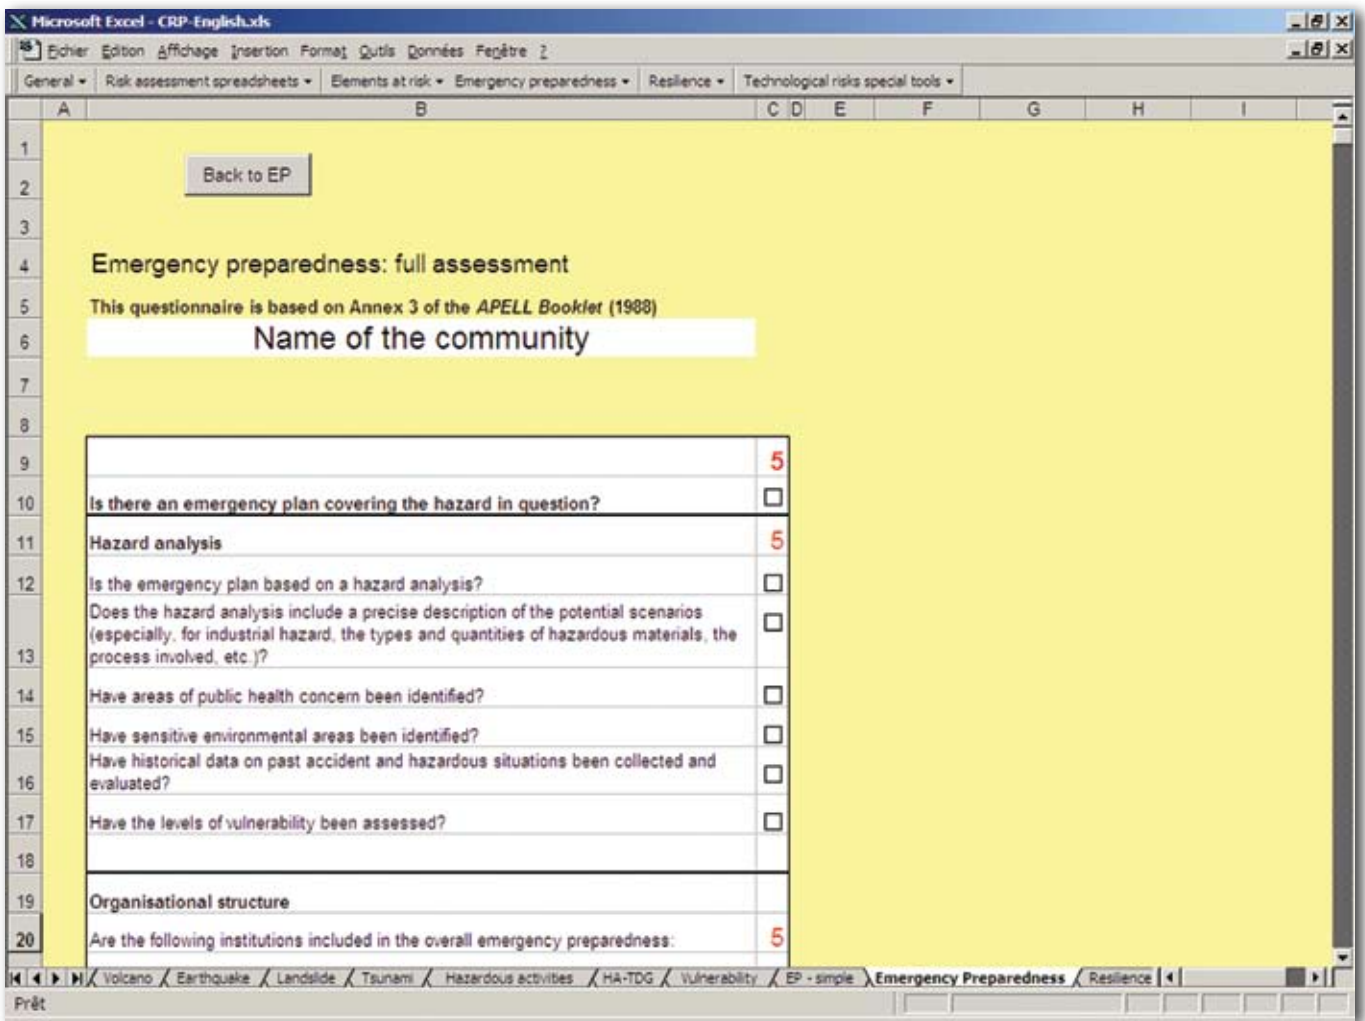 Microsoft Excel - CRP-English.xls
Fichier Edition Affichage Insertion Format Outils Données Fenêtre ?
General Risk assessment spreadsheets Elements at risk Emergency preparedness Resilience Technological risks special tools
A B C D E F G H I
1
Back to EP
2
3
4 Emergency preparedness: full assessment
5 This questionnaire is based on Annex 3 of the APELL Booklet (1988)
6 Name of the community
7
8
9 5
10 Is there an emergency plan covering the hazard in question?
11 Hazard analysis 5
12 Is the emergency plan based on a hazard analysis?
Does the hazard analysis include a precise description of the potential scenarios
(especially, for industrial hazard, the types and quantities of hazardous materials, the
13 process involved, etc.)?
14 Have areas of public health concern been identified?
15 Have sensitive environmental areas been identified?
Have historical data on past accident and hazardous situations been collected and
16 evaluated?
17 Have the levels of vulnerability been assessed?
18
19 Organisational structure
20 Are the following institutions included in the overall emergency preparedness: 5
Volcano Earthquake Landslide Tsunami Hazardous activities HA-TDG Vulnerability EP - simple Emergency Preparedness Resilience
Prêt